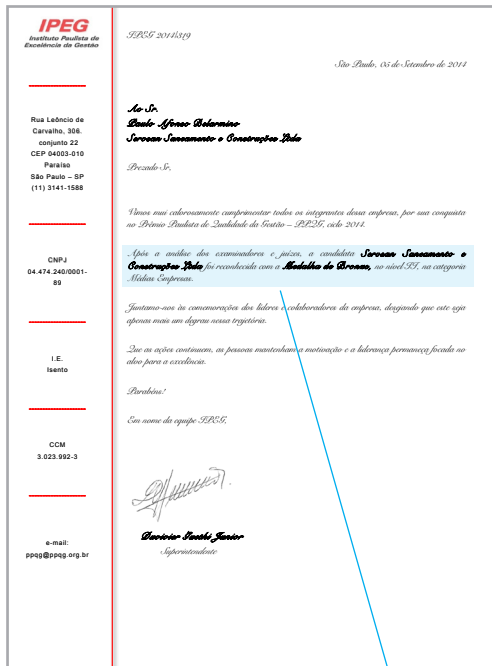 IPEG
Instituto Paulista de
Excelência da Gestão
Rua Leôncio de
Carvalho, 306.
conjunto 22
CEP 04003-010
Paraíso
São Paulo – SP
(11) 3141-1588
CNPJ
04.474.240/0001-
89
I.E.
Isento
CCM
3.023.992-3
e-mail:
ppqg@ppqg.org.br
IPEG 2014/319
São Paulo, 05 de Setembro de 2014
Ao Sr.
Paulo Afonso Belarmino
Serosan Saneamento e Construções Ltda
Prezado Sr,
Vimos mui calorosamente cumprimentar todos os integrantes dessa empresa, por sua conquista
no Prêmio Paulista de Qualidade da Gestão – PPQG, ciclo 2014.
Após a análise dos examinadores e juízes, a candidata Serosan Saneamento e
Construções Ltda foi reconhecida com a Medalha de Bronze, no nível II, na categoria
Médias Empresas.
Juntamo-nos às comemorações dos líderes e colaboradores da empresa, desejando que este seja
apenas mais um degrau nessa trajetória.
Que as ações continuem, as pessoas mantenham a motivação e a liderança permaneça focada no
alvo para a excelência.
Parabéns!
Em nome da equipe IPEG,
Junior
Superintendente